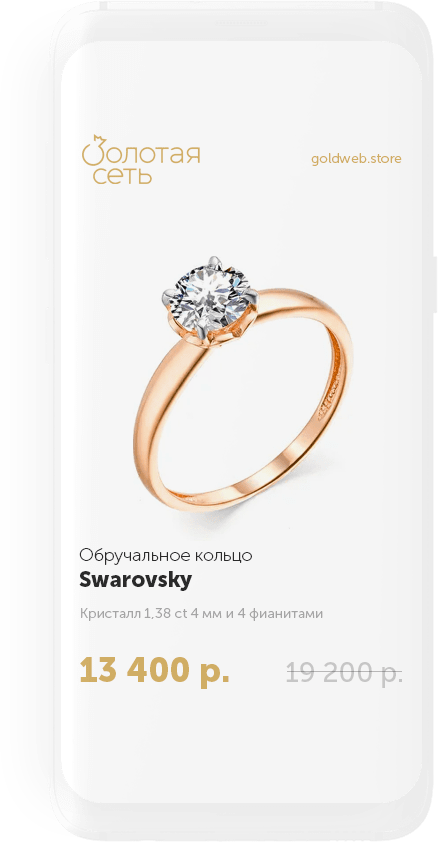 Золотая
сеть
goldweb.store
Обручальное кольцо
Swarovsky
Кристалл 1,38 ct 4 мм и 4 фианитами
13 400 р.
19 200 р.